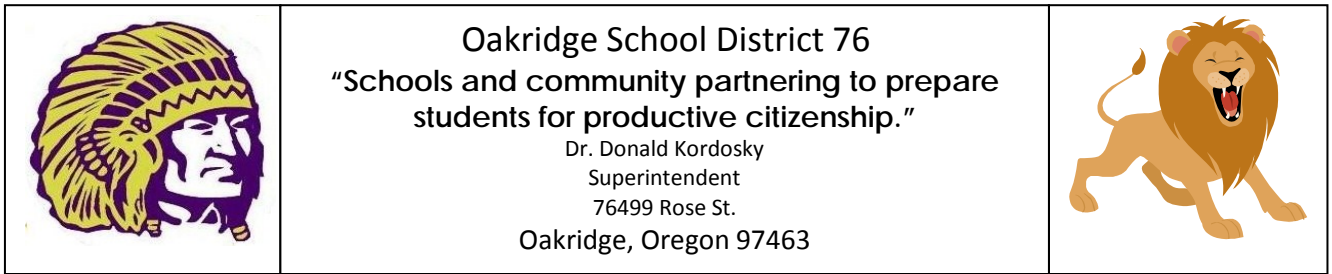 Oakridge School District 76
"Schools and community partnering to prepare
students for productive citizenship."
Dr. Donald Kordosky
Superintendent
76499 Rose St.
Oakridge, Oregon 97463